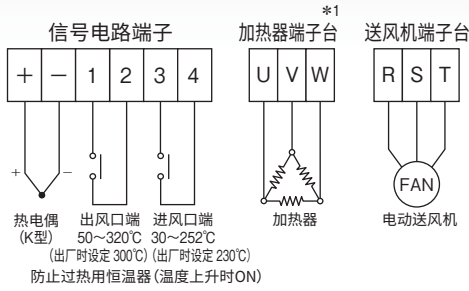 *1
信号电路端子 加热器端子台 送风机端子台
+ − 1 2 3 4 U V W R S T
+ −
FAN
热电偶 出风口端 进风口端 加热器 电动送风机
(K型) 50～320℃ 30～252℃
(出厂时设定 300℃) (出厂时设定 230℃)
防止过热用恒温器(温度上升时ON)